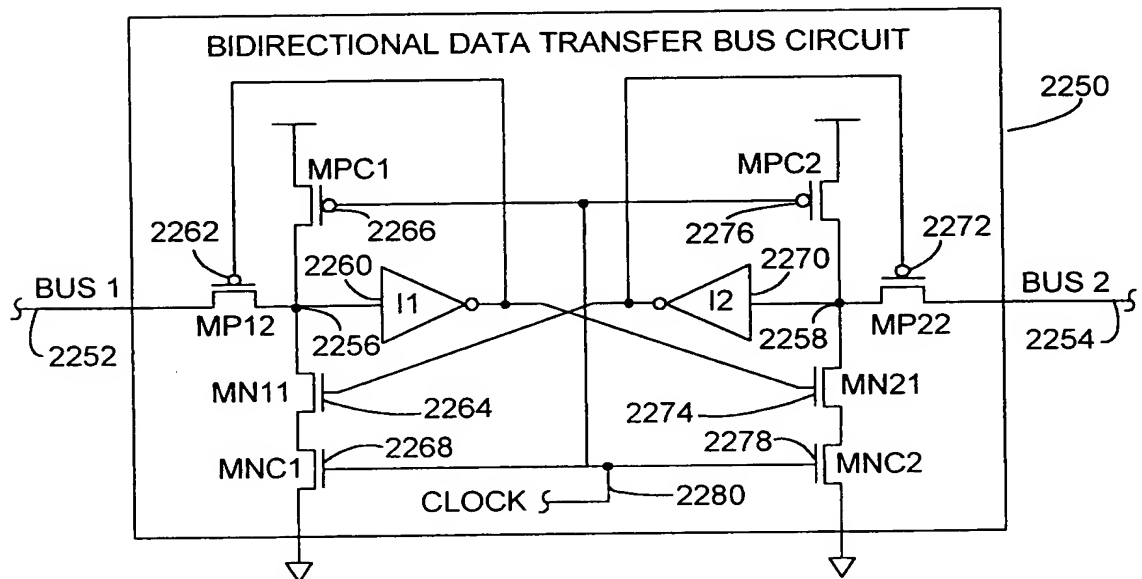 BIDIRECTIONAL DATA TRANSFER BUS CIRCUIT
2250
MPC1
MPC2
2262
2266
2276
2272
2260
2270
BUS 1
I1
I2
BUS 2
MP12
2256
2258
MP22
2252
2254
MN11
2264
2274
MN21
2268
2278
MNC1
MNC2
CLOCK
2280